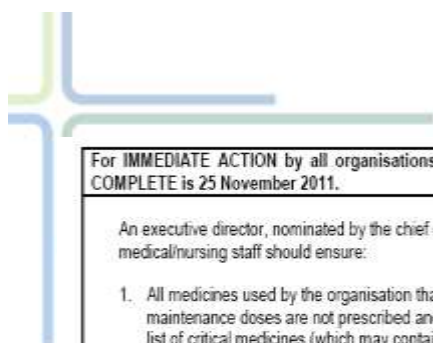 For IMMEDIATE ACTION by all organisations
COMPLETE is 25 November 2011.
An executive director, nominated by the chief
medical/nursing staff should ensure:
1. All medicines used by the organisation tha
maintenance doses are not prescribed and
list of critical medicines (which may contai